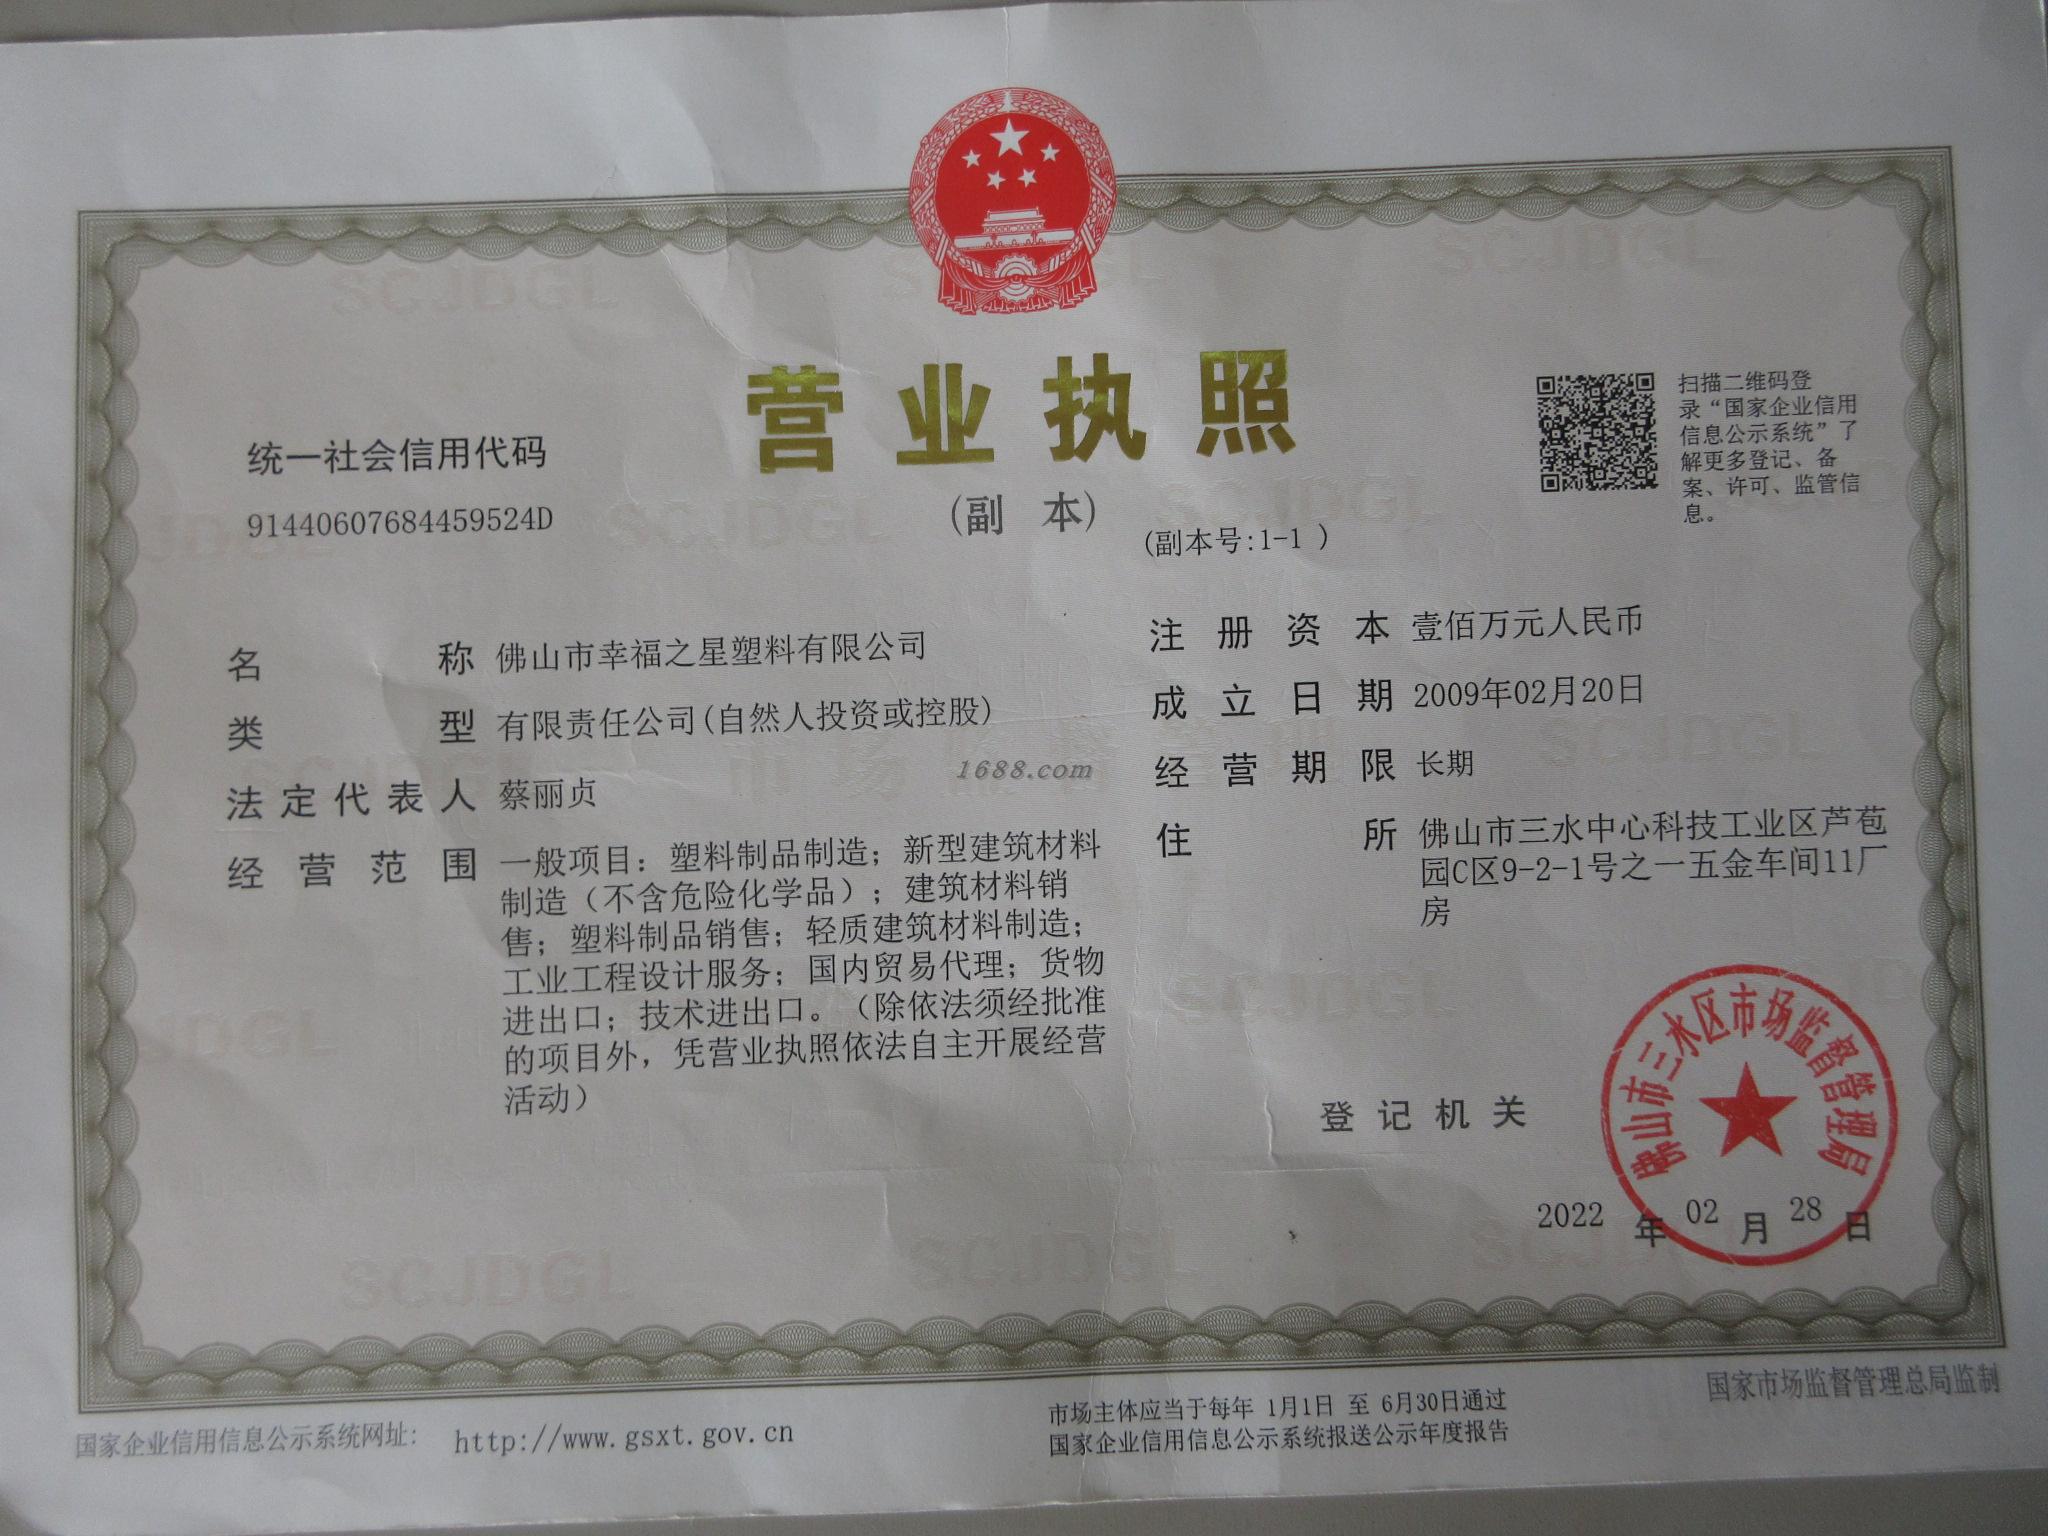 营业执照
(副 本)
(副本号:1-1 )
统一社会信用代码
91440607684459524D
扫描二维码登
录“国家企业信用
信息公示系统”了
解更多登记、备
案、许可、监管信
息。
名 称 佛山市幸福之星塑料有限公司
类 型 有限责任公司(自然人投资或控股)
法定代表人 蔡丽贞
经营范围 一般项目：塑料制品制造；新型建筑材料
制造（不含危险化学品）；建筑材料销
售；塑料制品销售；轻质建筑材料制造；
工业工程设计服务；国内贸易代理；货物
进出口；技术进出口。（除依法须经批准
的项目外，凭营业执照依法自主开展经营
活动）
注册资本 壹佰万元人民币
成立日期 2009年02月20日
经营期限 长期
住 所 佛山市三水中心科技工业区芦苞
园C区9-2-1号之一五金车间11厂
房
1688.com
登记机关
佛山市三水区市场监督管理局
2022 年 02 月 28 日
SCJDGL
国家企业信用信息公示系统网址： http://www.gsxt.gov.cn
市场主体应当于每年 1月1日 至 6月30日通过
国家企业信用信息公示系统报送公示年度报告
国家市场监督管理总局监制